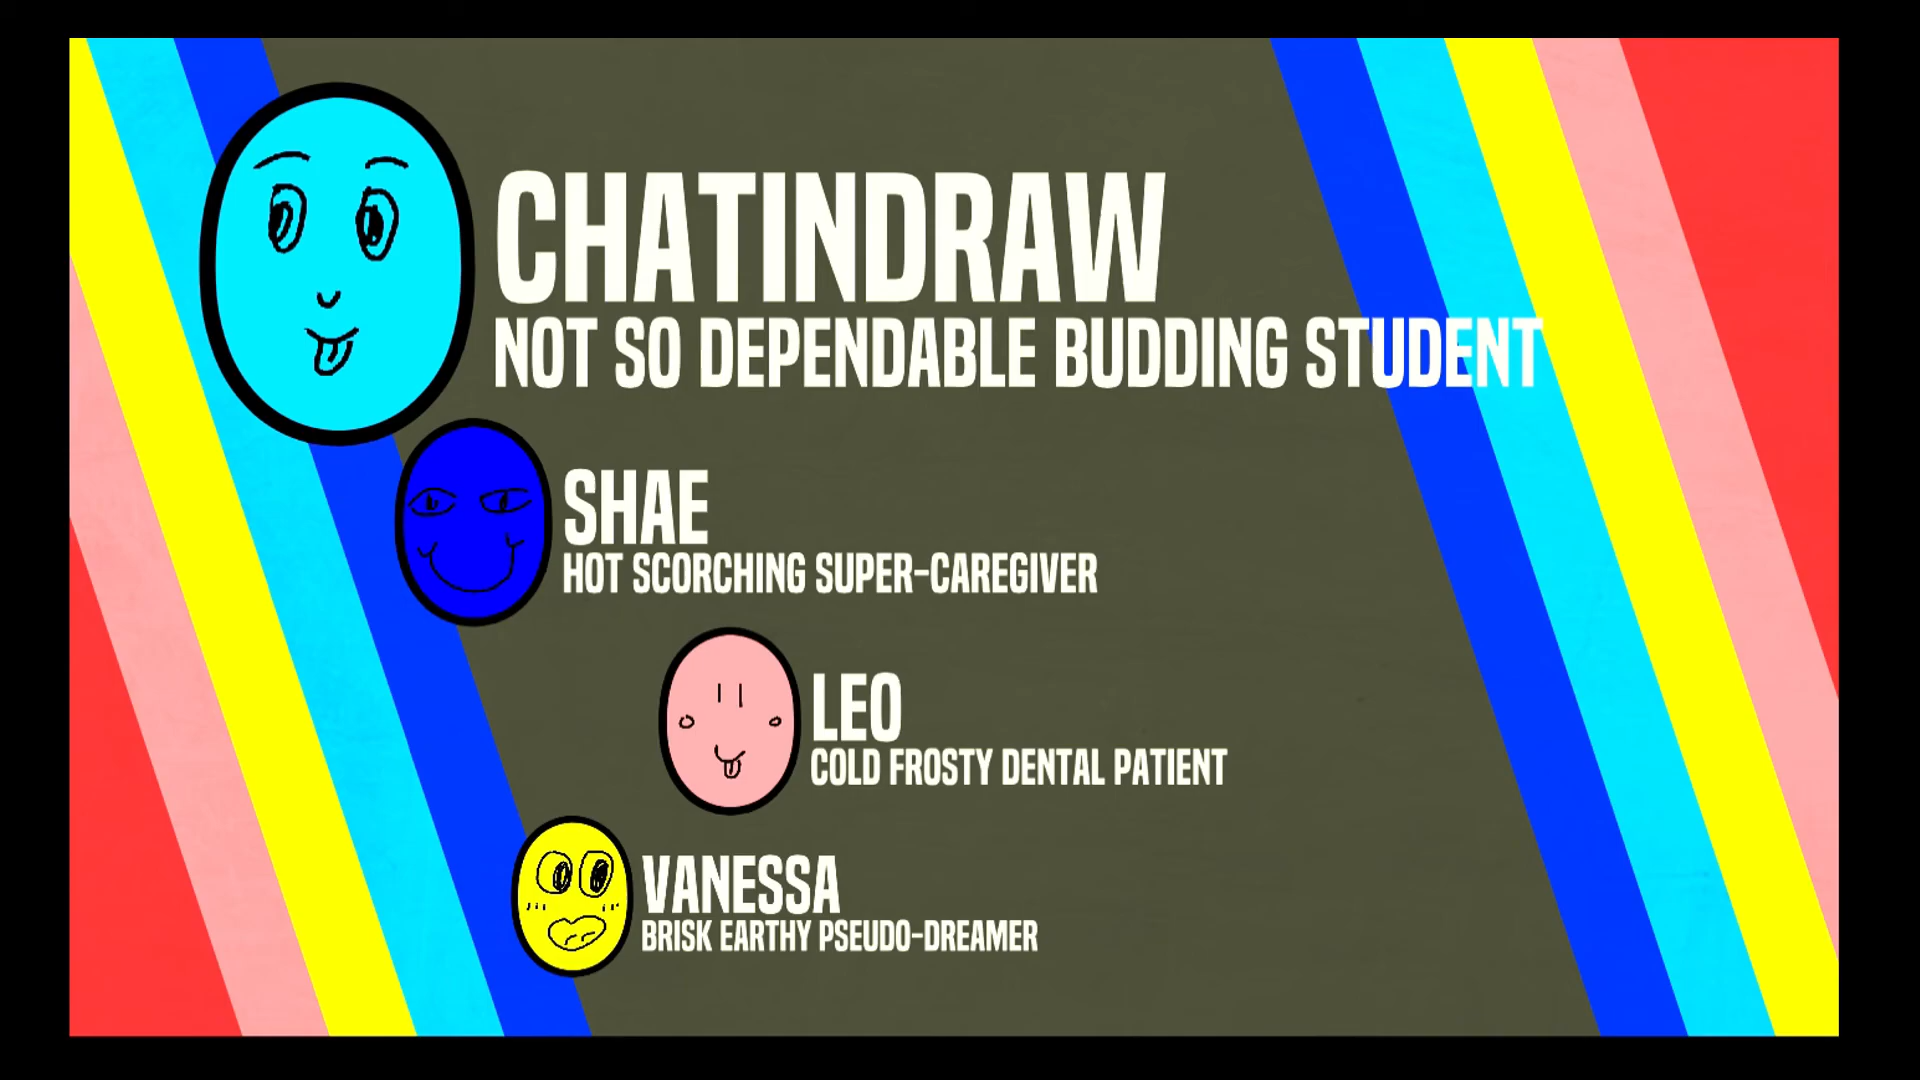 CHATINDRAW
NOT SO DEPENDABLE BUDDING STUDENT
SHAE
HOT SCORCHING SUPER-CAREGIVER
LEO
COLD FROSTY DENTAL PATIENT
VANESSA
BRISK EARTHY PSEUDO-DREAMER